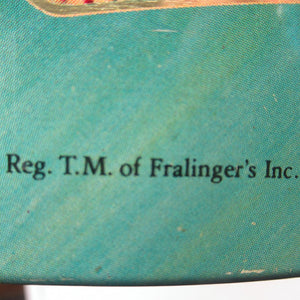 Reg. T.M. of Fralinger's Inc.